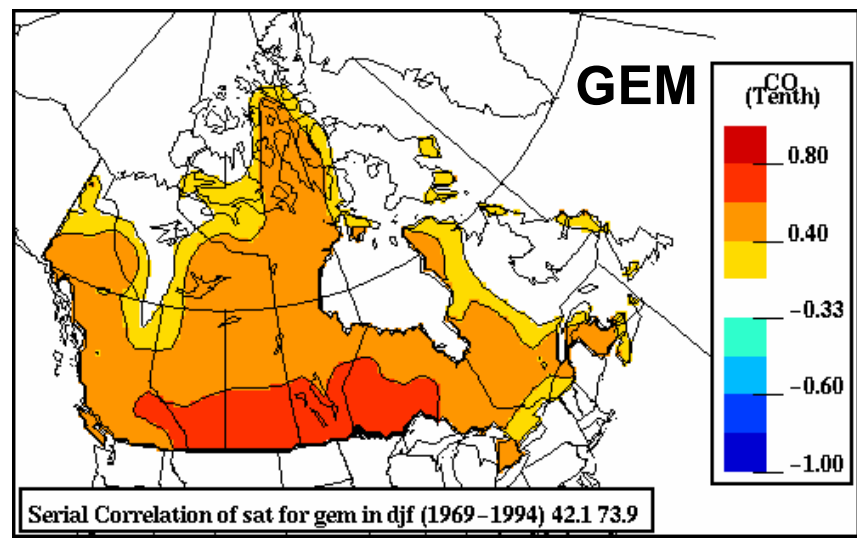 GEM
CO
(Tenth)
0.80
0.40
−0.33
−0.60
−1.00
Serial Correlation of sat for gem in djf (1969−1994) 42.1 73.9